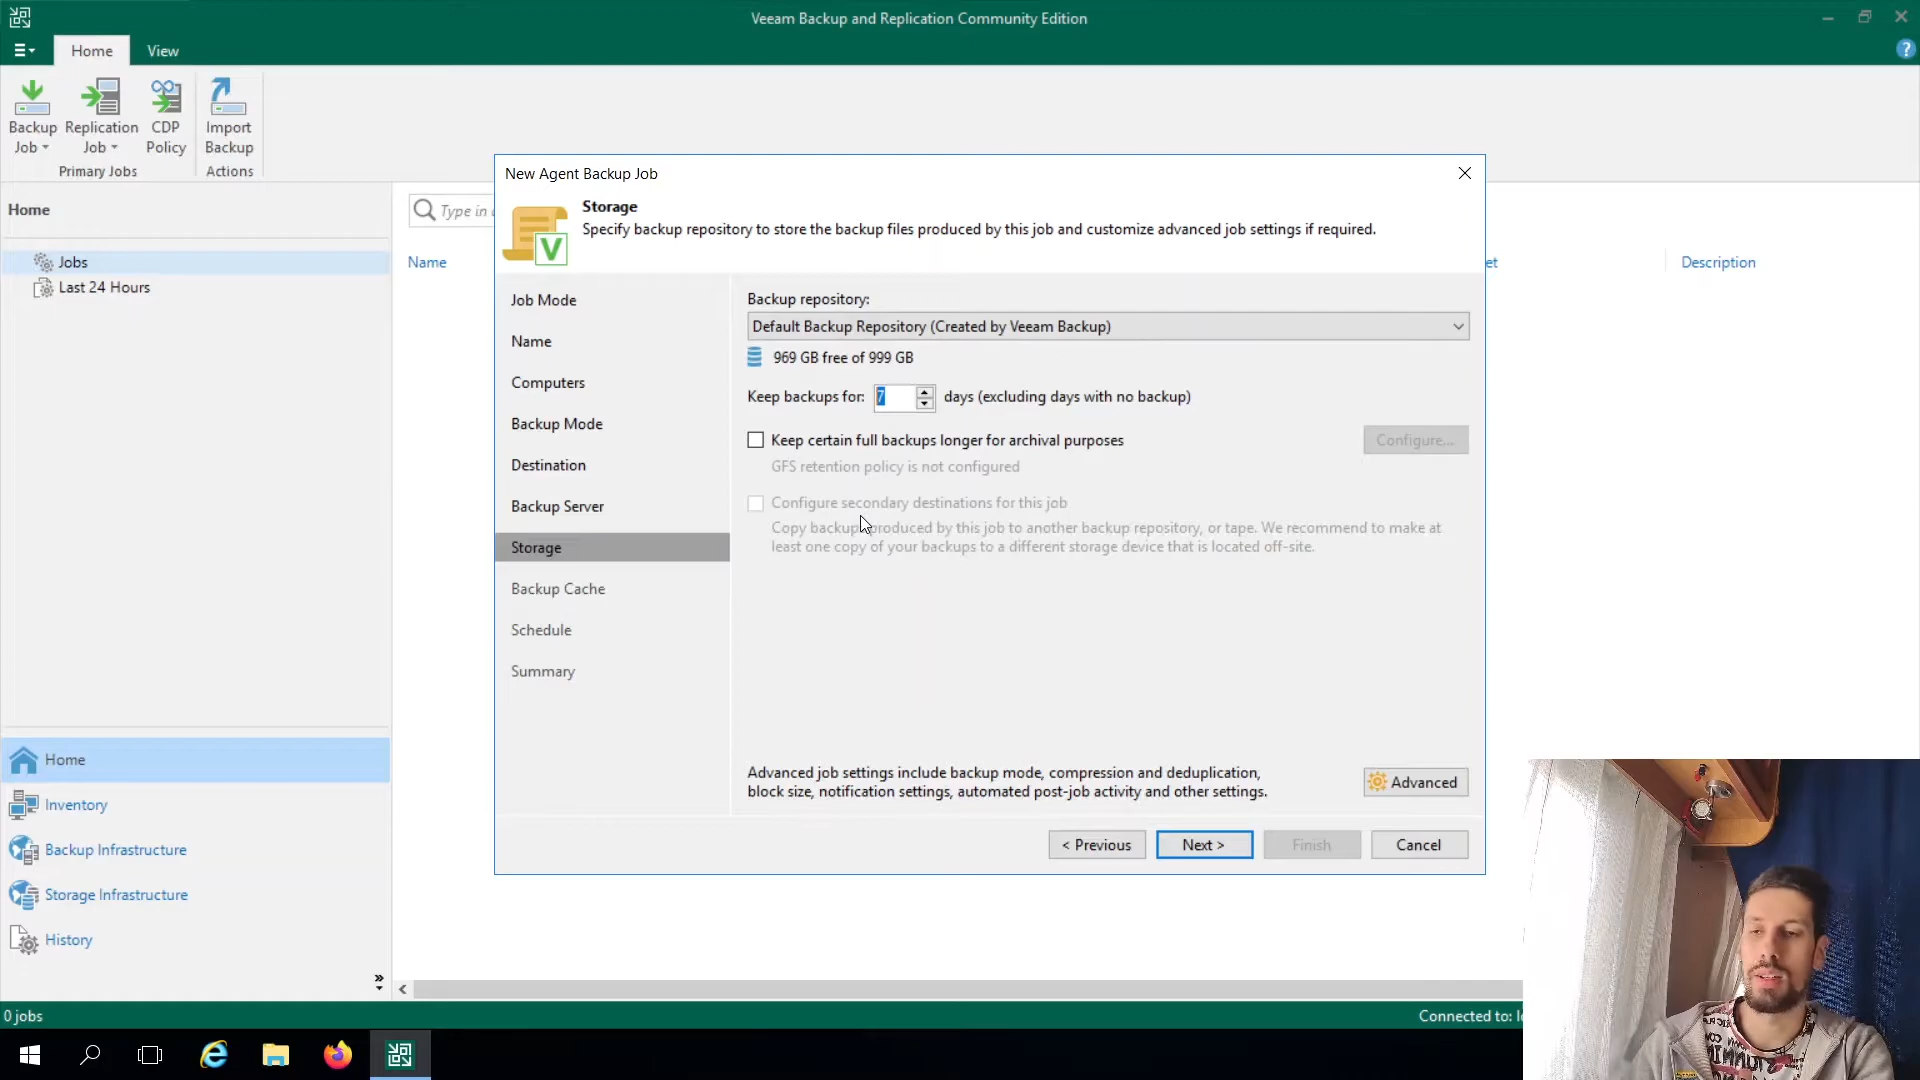 Veeam Backup and Replication Community Edition
Home
View
?
Backup
Job
Replication
Job
CDP
Policy
Import
Backup
Primary Jobs
Actions
Home
Jobs
Last 24 Hours
Type in
Name
et
Description
New Agent Backup Job
Storage
Specify backup repository to store the backup files produced by this job and customize advanced job settings if required.
V
Job Mode
Name
Computers
Backup Mode
Destination
Backup Server
Storage
Backup Cache
Schedule
Summary
Backup repository:
Default Backup Repository (Created by Veeam Backup)
969 GB free of 999 GB
Keep backups for: 7 days (excluding days with no backup)
Keep certain full backups longer for archival purposes
Configure...
GFS retention policy is not configured
Configure secondary destinations for this job
Copy backups produced by this job to another backup repository, or tape. We recommend to make at
least one copy of your backups to a different storage device that is located off-site.
Advanced job settings include backup mode, compression and deduplication,
block size, notification settings, automated post-job activity and other settings.
Advanced
< Previous
Next >
Finish
Cancel
Home
Inventory
Backup Infrastructure
Storage Infrastructure
History
0 jobs
Connected to: